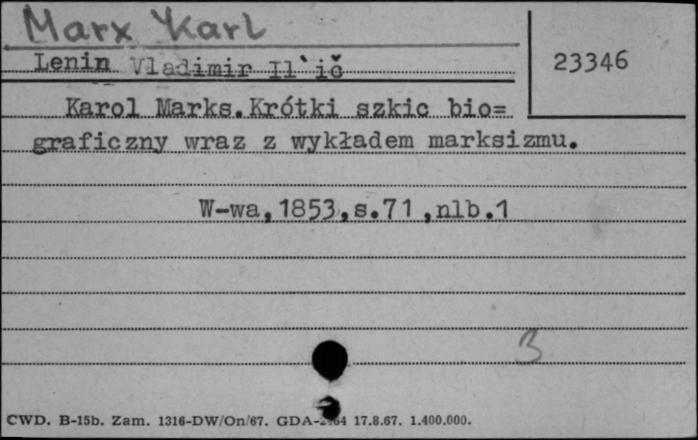 Marx Karl
Lenin Vladimir Il`ič
23346
Karol Marks.Krótki szkic bio=
graficzny wraz z wykładem marksizmu.
W-wa,1853,s.71 ,nlb.1
3
CWD. B-15b. Zam. 1316-DW/On/67. 17.8.67. 1.400.000.